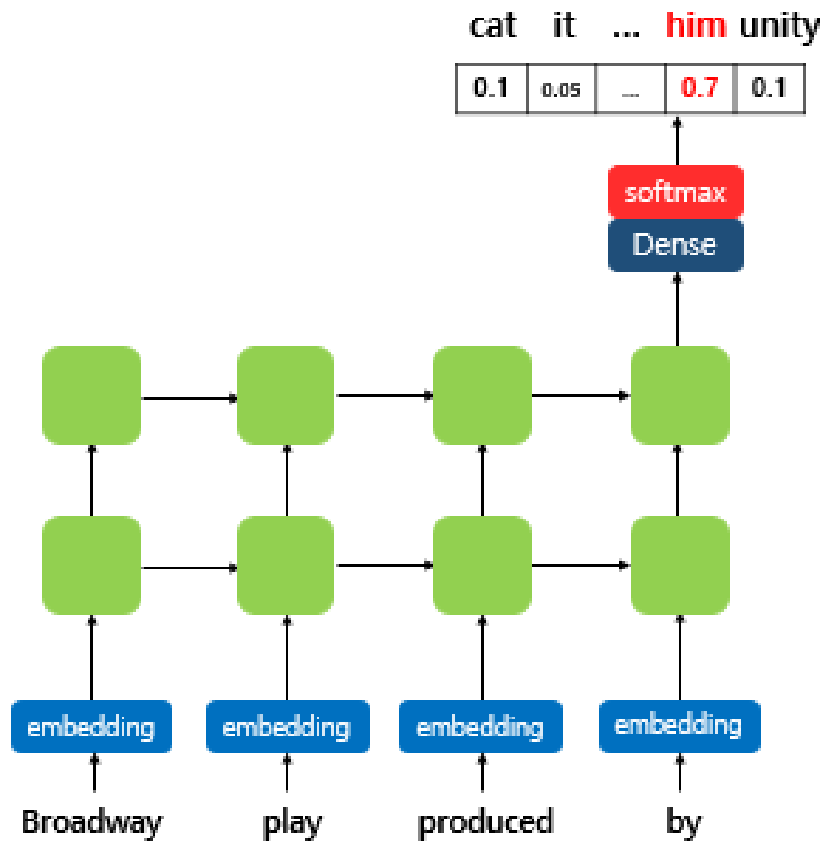 cat it ... him unity
0.1 0.05 ... 0.7 0.1
softmax
Dense
embedding embedding embedding embedding
Broadway play produced by